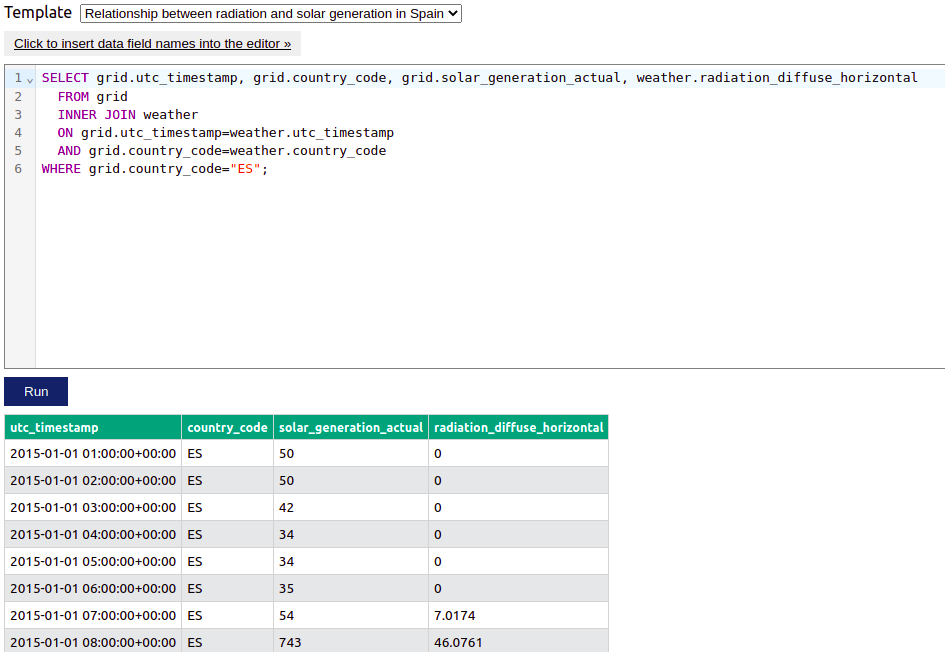 Template Relationship between radiation and solar generation in Spain
Click to insert data field names into the editor »
1 SELECT grid.utc_timestamp, grid.country_code, grid.solar_generation_actual, weather.radiation_diffuse_horizontal
2 FROM grid
3 INNER JOIN weather
4 ON grid.utc_timestamp=weather.utc_timestamp
5 AND grid.country_code=weather.country_code
6 WHERE grid.country_code="ES";
Run
utc_timestamp country_code solar_generation_actual radiation_diffuse_horizontal
2015-01-01 01:00:00+00:00 ES 50 0
2015-01-01 02:00:00+00:00 ES 50 0
2015-01-01 03:00:00+00:00 ES 42 0
2015-01-01 04:00:00+00:00 ES 34 0
2015-01-01 05:00:00+00:00 ES 34 0
2015-01-01 06:00:00+00:00 ES 35 0
2015-01-01 07:00:00+00:00 ES 54 7.0174
2015-01-01 08:00:00+00:00 ES 743 46.0761